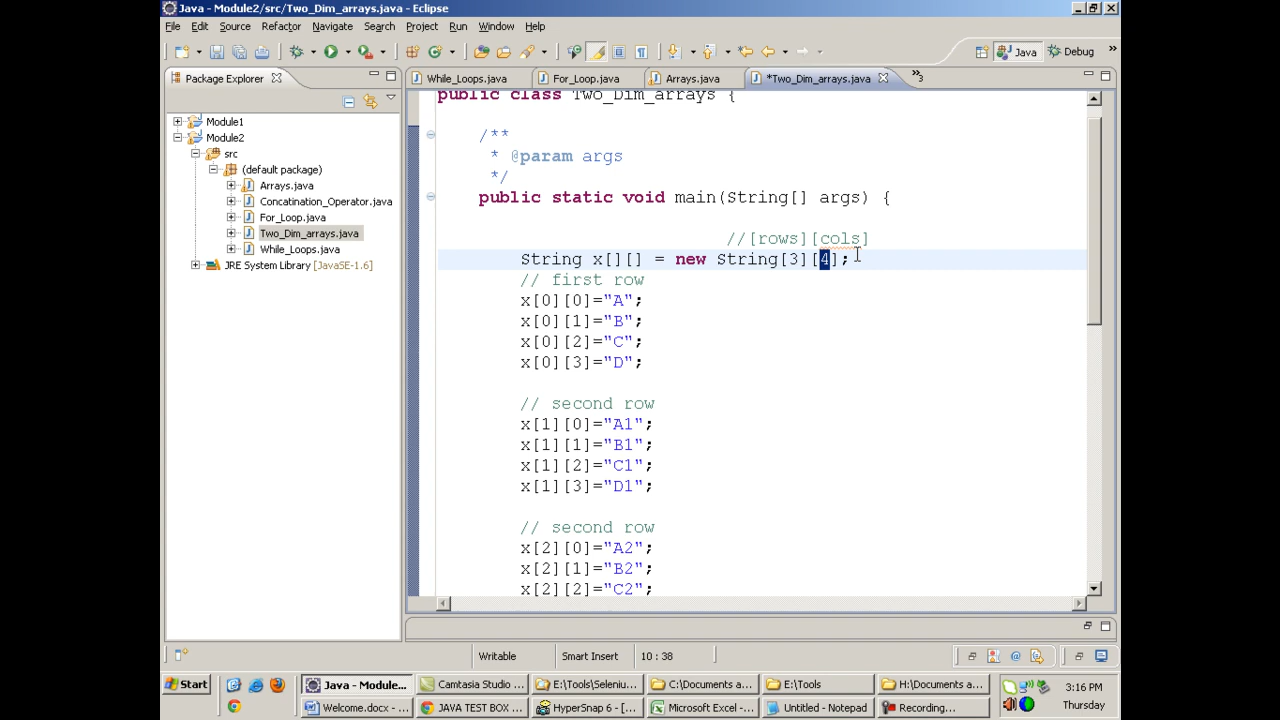 Java - Module2/src/Two_Dim_arrays.java - Eclipse
File Edit Source Refactor Navigate Search Project Run Window Help
Java Debug
Package Explorer
While_Loops.java For_Loop.java Arrays.java *Two_Dim_arrays.java 3
Module1
Module2
src
(default package)
Arrays.java
Concatination_Operator.java
For_Loop.java
Two_Dim_arrays.java
While_Loops.java
JRE System Library [JavaSE-1.6]
public class Two_Dim_arrays {
/**
* @param args
*/
public static void main(String[] args) {
//[rows][cols]
String x[][] = new String[3][4];
// first row
x[0][0]="A";
x[0][1]="B";
x[0][2]="C";
x[0][3]="D";
// second row
x[1][0]="A1";
x[1][1]="B1";
x[1][2]="C1";
x[1][3]="D1";
// second row
x[2][0]="A2";
x[2][1]="B2";
x[2][2]="C2";
Writable Smart Insert 10 : 38
Start Java - Module... Camtasia Studio ... E:\Tools\Seleniu... C:\Documents a... E:\Tools H:\Documents a... 3:16 PM
Welcome.docx - ... JAVA TEST BOX ... HyperSnap 6 - [... Microsoft Excel -... Untitled - Notepad Recording... Thursday